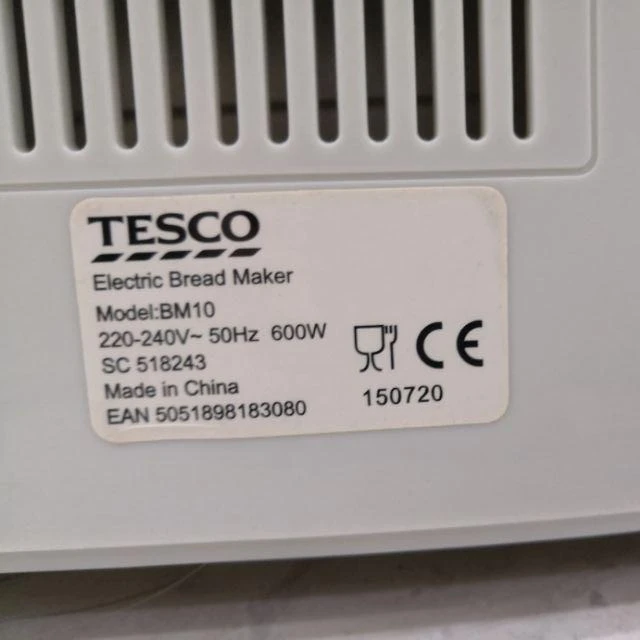 TESCO
Electric Bread Maker
Model:BM10
220-240V~ 50Hz 600W
SC 518243
Made in China
EAN 5051898183080
CE
150720